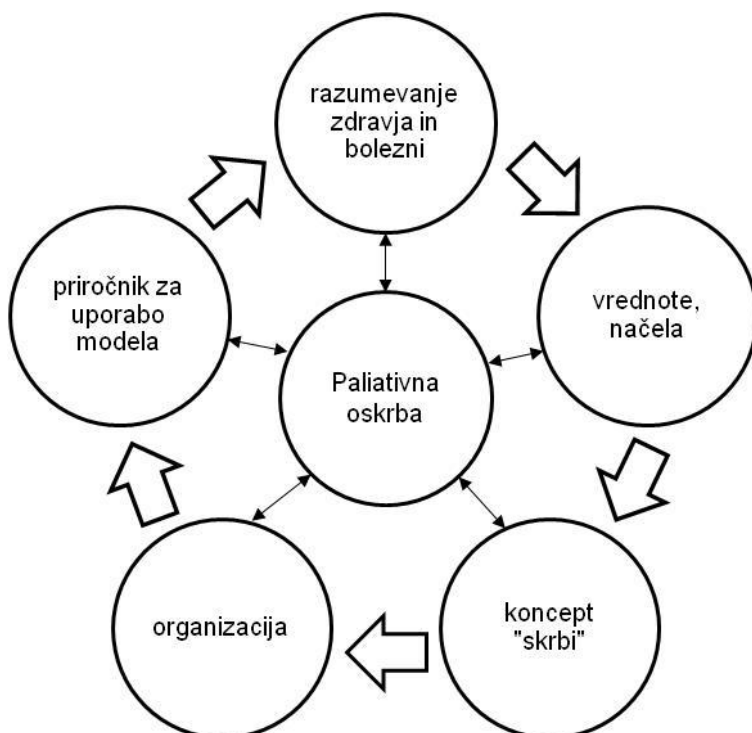 razumevanje
zdravja in
bolezni
priročnik za
uporabo
modela
vrednote,
načela
Paliativna
oskrba
organizacija
koncept
"skrbi"